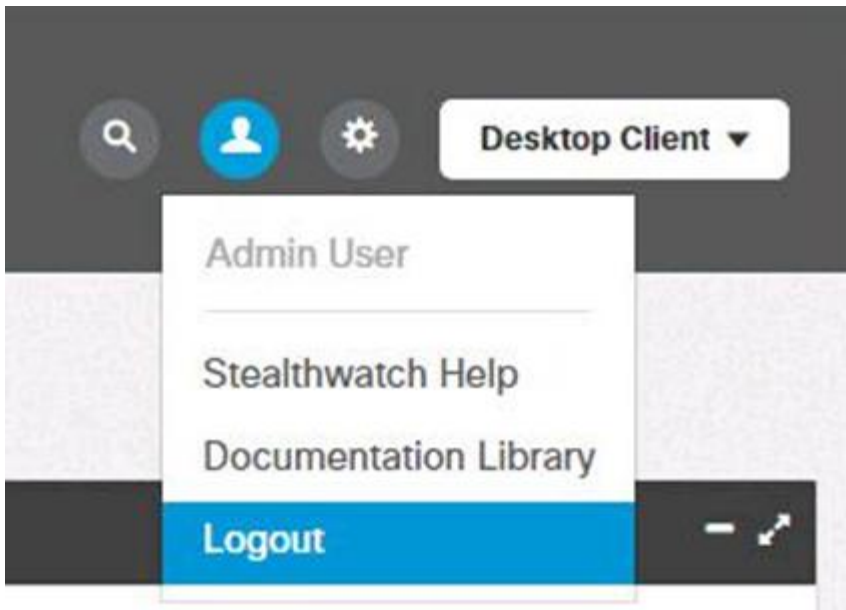 Desktop Client
Admin User
Stealthwatch Help
Documentation Library
Logout